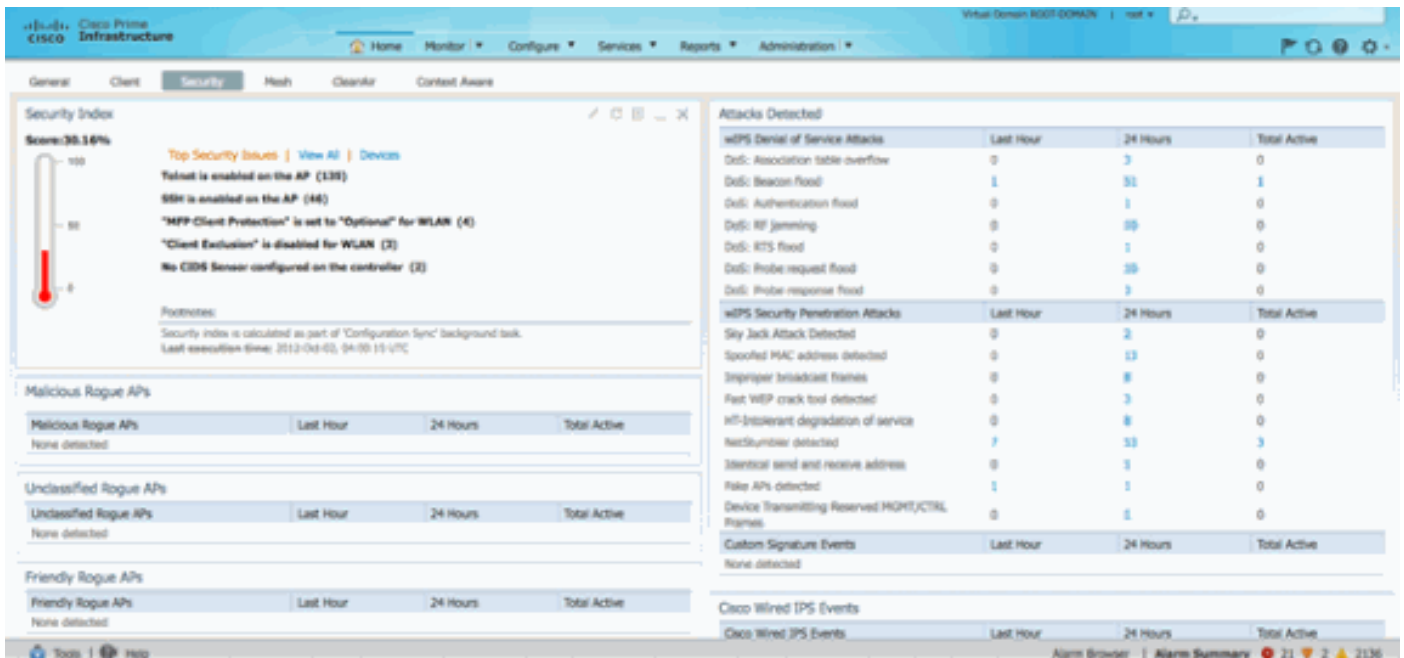 Virtual Domain ROOT-DOMAIN | root
cisco Cisco Prime Infrastructure
Home Monitor Configure Services Reports Administration
General Client Security Mesh CleanAir Context Aware
Security Index
Score:30.16%
100
50
0
Top Security Issues | View All | Devices
Telnet is enabled on the AP (135)
SSH is enabled on the AP (46)
"MFP Client Protection" is set to "Optional" for WLAN (4)
"Client Exclusion" is disabled for WLAN
No CIDS Sensor configured on the controller (2)
Footnotes:
Security index is calculated as part of 'Configuration Sync' background task.
Last execution time: 2012-Oct-02, 04:00:15 UTC
Malicious Rogue APs
Malicious Rogue APs Last Hour 24 Hours Total Active
None detected
Unclassified Rogue APs
Unclassified Rogue APs Last Hour 24 Hours Total Active
None detected
Friendly Rogue APs
Friendly Rogue APs Last Hour 24 Hours Total Active
None detected
Attacks Detected
wIPS Denial of Service Attacks Last Hour 24 Hours Total Active
DoS: Association table overflow 0 3 0
DoS: Beacon flood 1 51 1
DoS: Authentication flood 0 1 0
DoS: RF jamming 0 0
DoS: RTS flood 0 1 0
DoS: Probe request flood 0 0
DoS: Probe response flood 0 3 0
wIPS Security Penetration Attacks Last Hour 24 Hours Total Active
Sky Jack Attack Detected 0 2 0
Spoofed MAC address detected 0 13 0
Improper broadcast frames 0 8 0
Fast WEP crack tool detected 0 3 0
HT-Intolerant degradation of service 0 8 0
NetStumbler detected 7 53 3
Identical send and receive address 0 1 0
Fake APs detected 1 1 0
Device Transmitting Reserved MGMT/CTRL Frames 0 1 0
Custom Signature Events Last Hour 24 Hours Total Active
None detected
Cisco Wired IPS Events
Cisco Wired IPS Events Last Hour 24 Hours Total Active
Tools | Help
Alarm Browser | Alarm Summary 21 2 2136